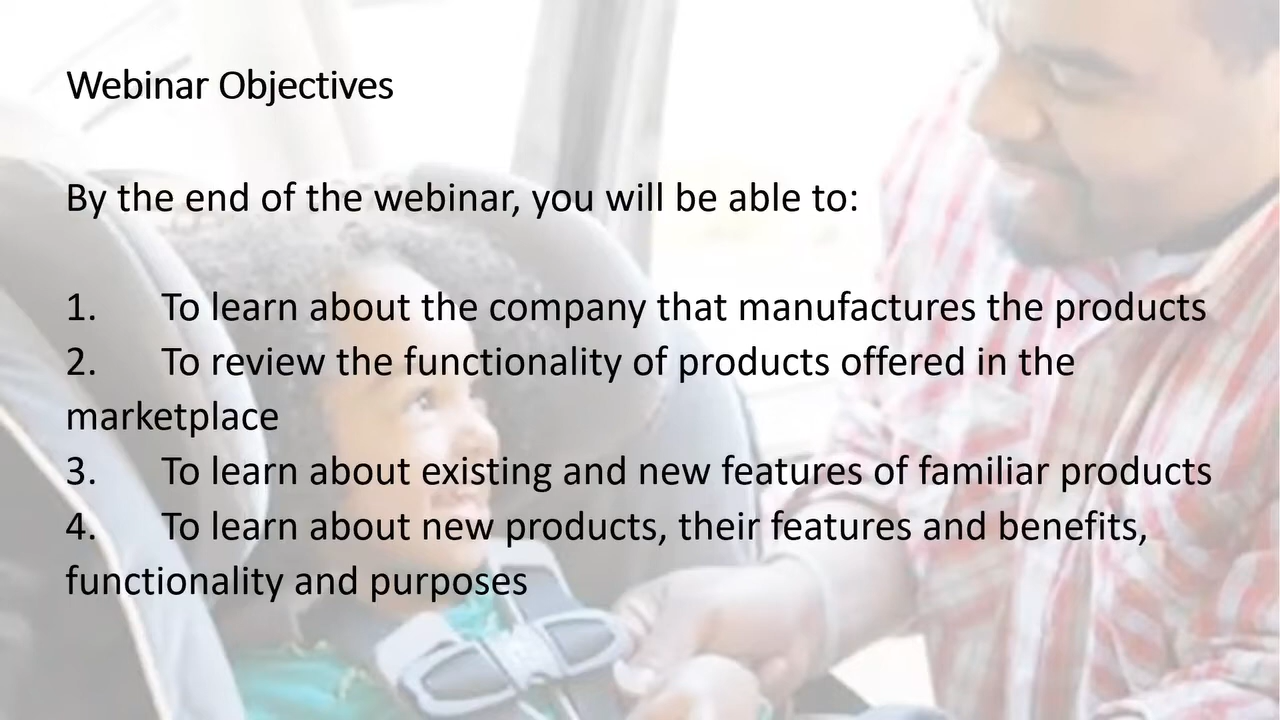 Webinar Objectives
By the end of the webinar, you will be able to:
1. To learn about the company that manufactures the products
2. To review the functionality of products offered in the
marketplace
3. To learn about existing and new features of familiar products
4. To learn about new products, their features and benefits,
functionality and purposes